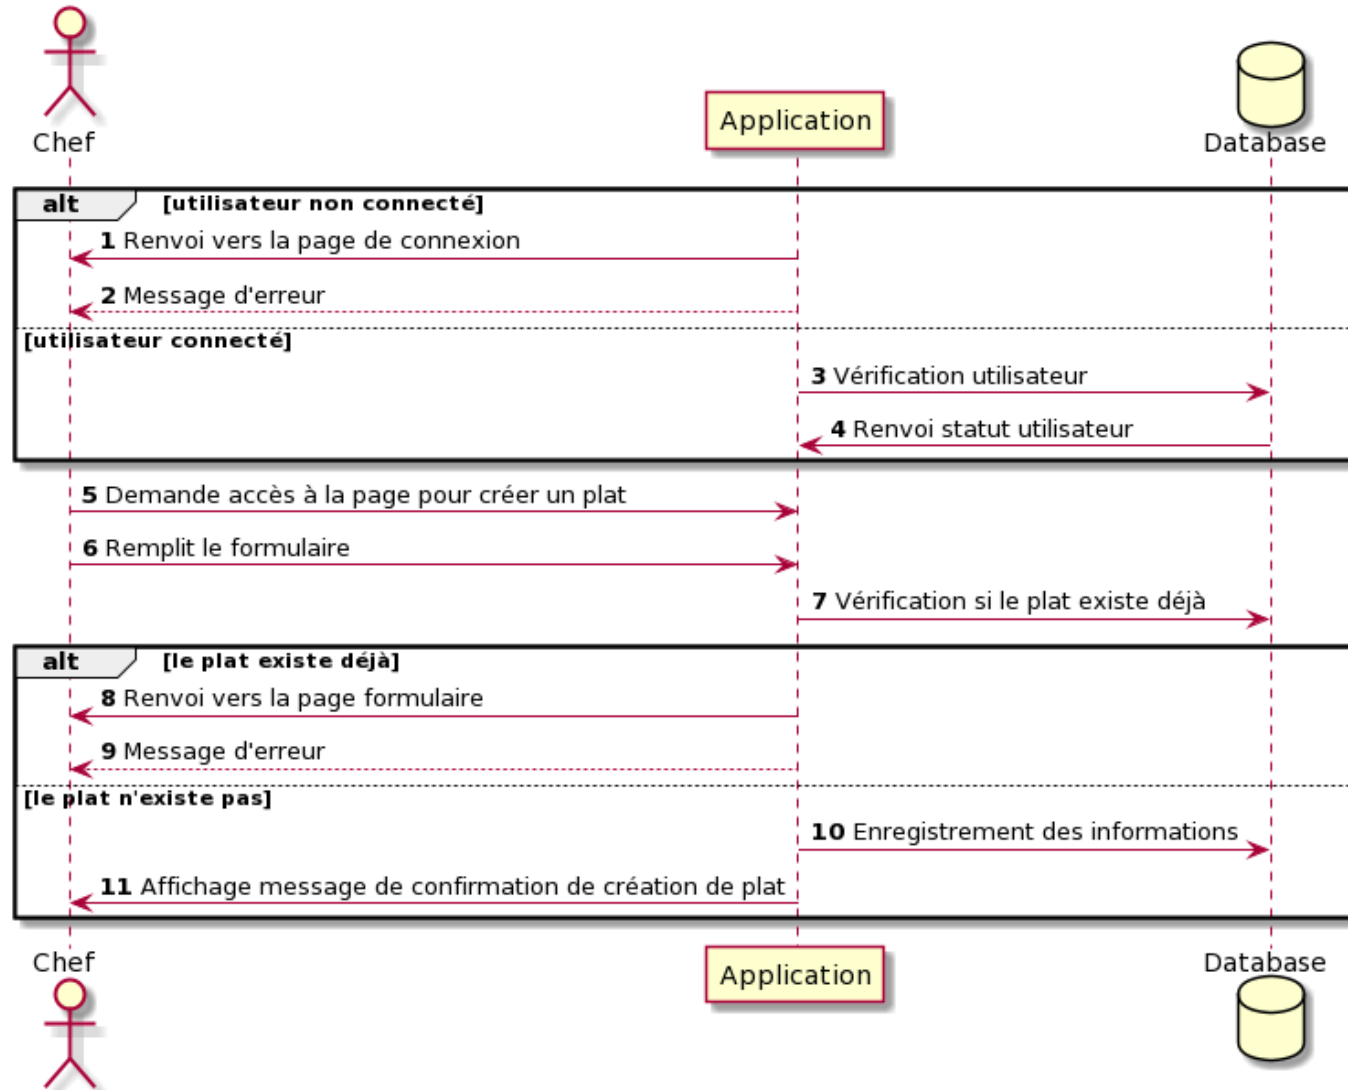 Chef
Application
Database
alt [utilisateur non connecté]
1 Renvoi vers la page de connexion
2 Message d'erreur
[utilisateur connecté]
3 Vérification utilisateur
4 Renvoi statut utilisateur
5 Demande accès à la page pour créer un plat
6 Remplit le formulaire
7 Vérification si le plat existe déjà
alt [le plat existe déjà]
8 Renvoi vers la page formulaire
9 Message d'erreur
[le plat n'existe pas]
10 Enregistrement des informations
11 Affichage message de confirmation de création de plat
Chef
Application
Database